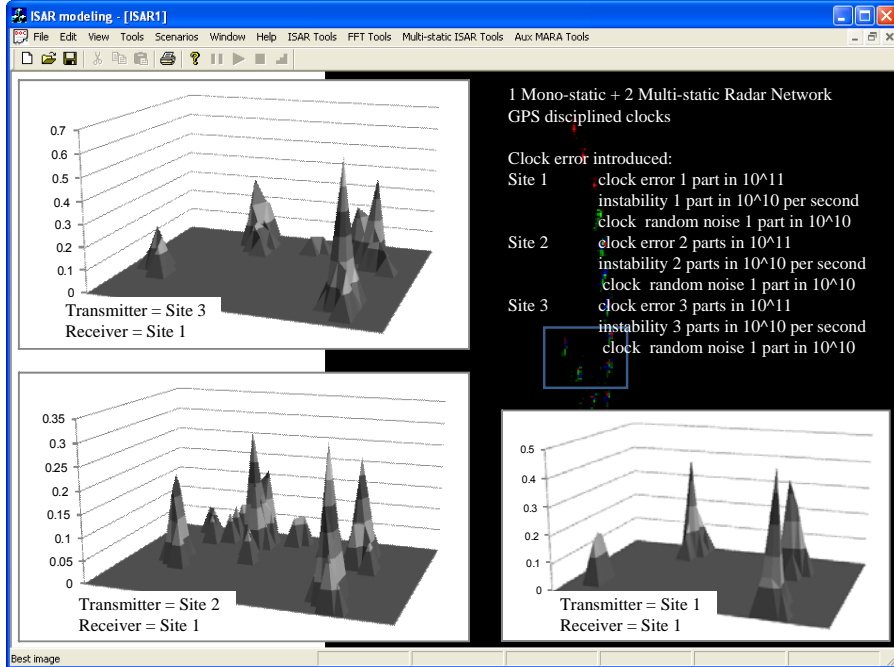 ISAR modeling - [ISAR1]
File Edit View Tools Scenarios Window Help ISAR Tools FFT Tools Multi-static ISAR Tools Aux MARA Tools
0.7
0.6
0.5
0.4
0.3
0.2
0.1
0
Transmitter = Site 3
Receiver = Site 1
1 Mono-static + 2 Multi-static Radar Network
GPS disciplined clocks
Clock error introduced:
Site 1 clock error 1 part in 10^11
instability 1 part in 10^10 per second
clock random noise 1 part in 10^10
Site 2 clock error 2 parts in 10^11
instability 2 parts in 10^10 per second
clock random noise 1 part in 10^10
Site 3 clock error 3 parts in 10^11
instability 3 parts in 10^10 per second
clock random noise 1 part in 10^10
0.35
0.3
0.25
0.2
0.15
0.1
0.05
0
Transmitter = Site 2
Receiver = Site 1
0.5
0.4
0.3
0.2
0.1
0
Transmitter = Site 1
Receiver = Site 1
Best image